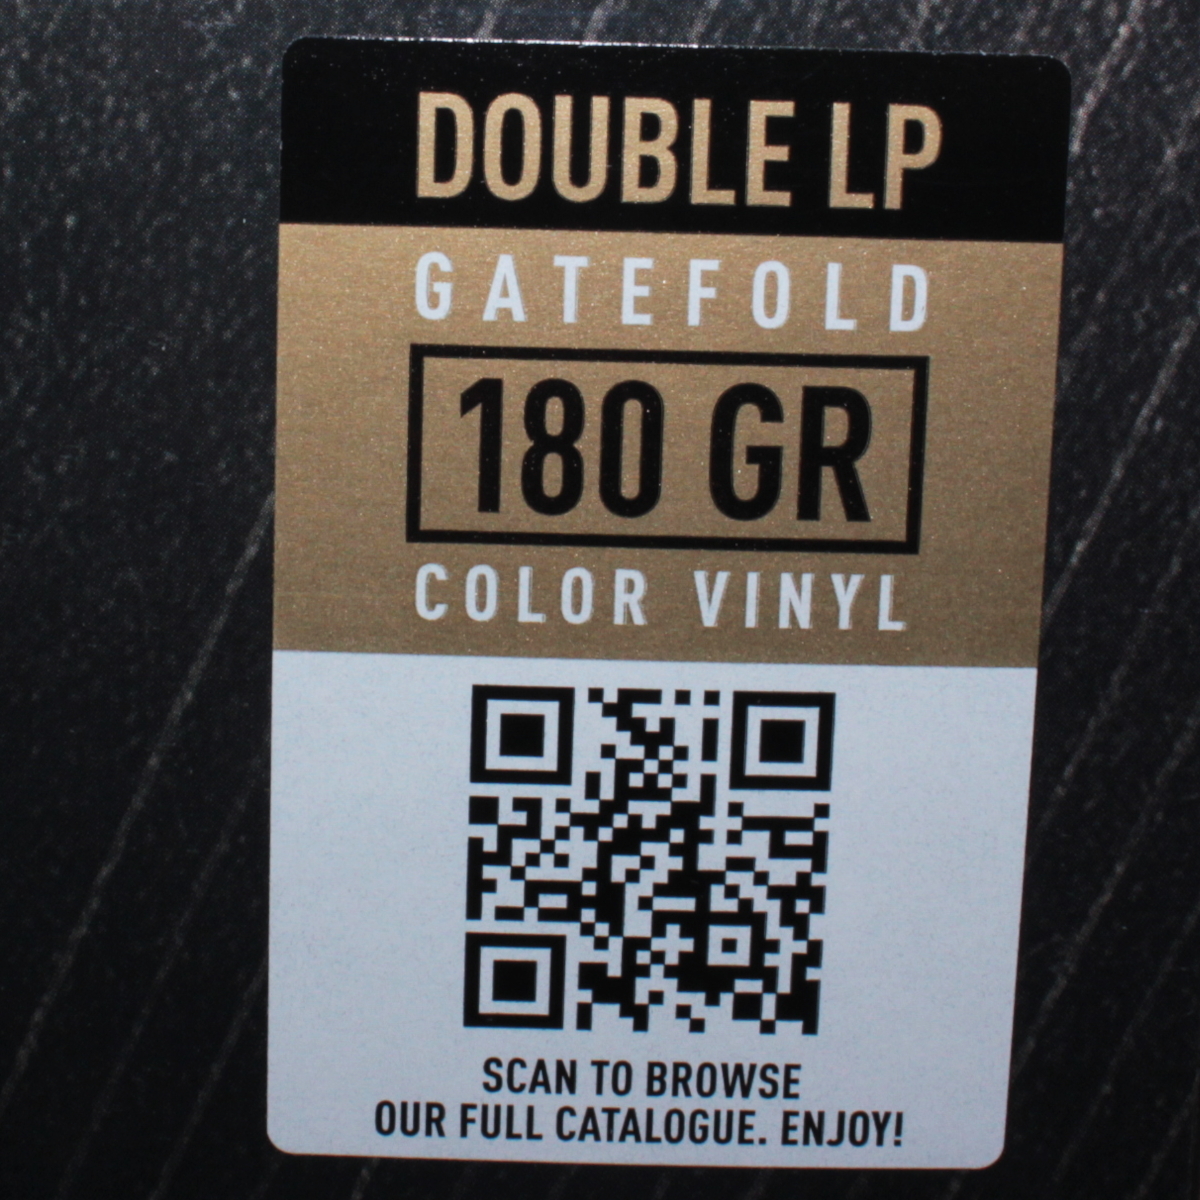 DOUBLE LP
GATEFOLD
180 GR
COLOR VINYL
SCAN TO BROWSE
OUR FULL CATALOGUE. ENJOY!